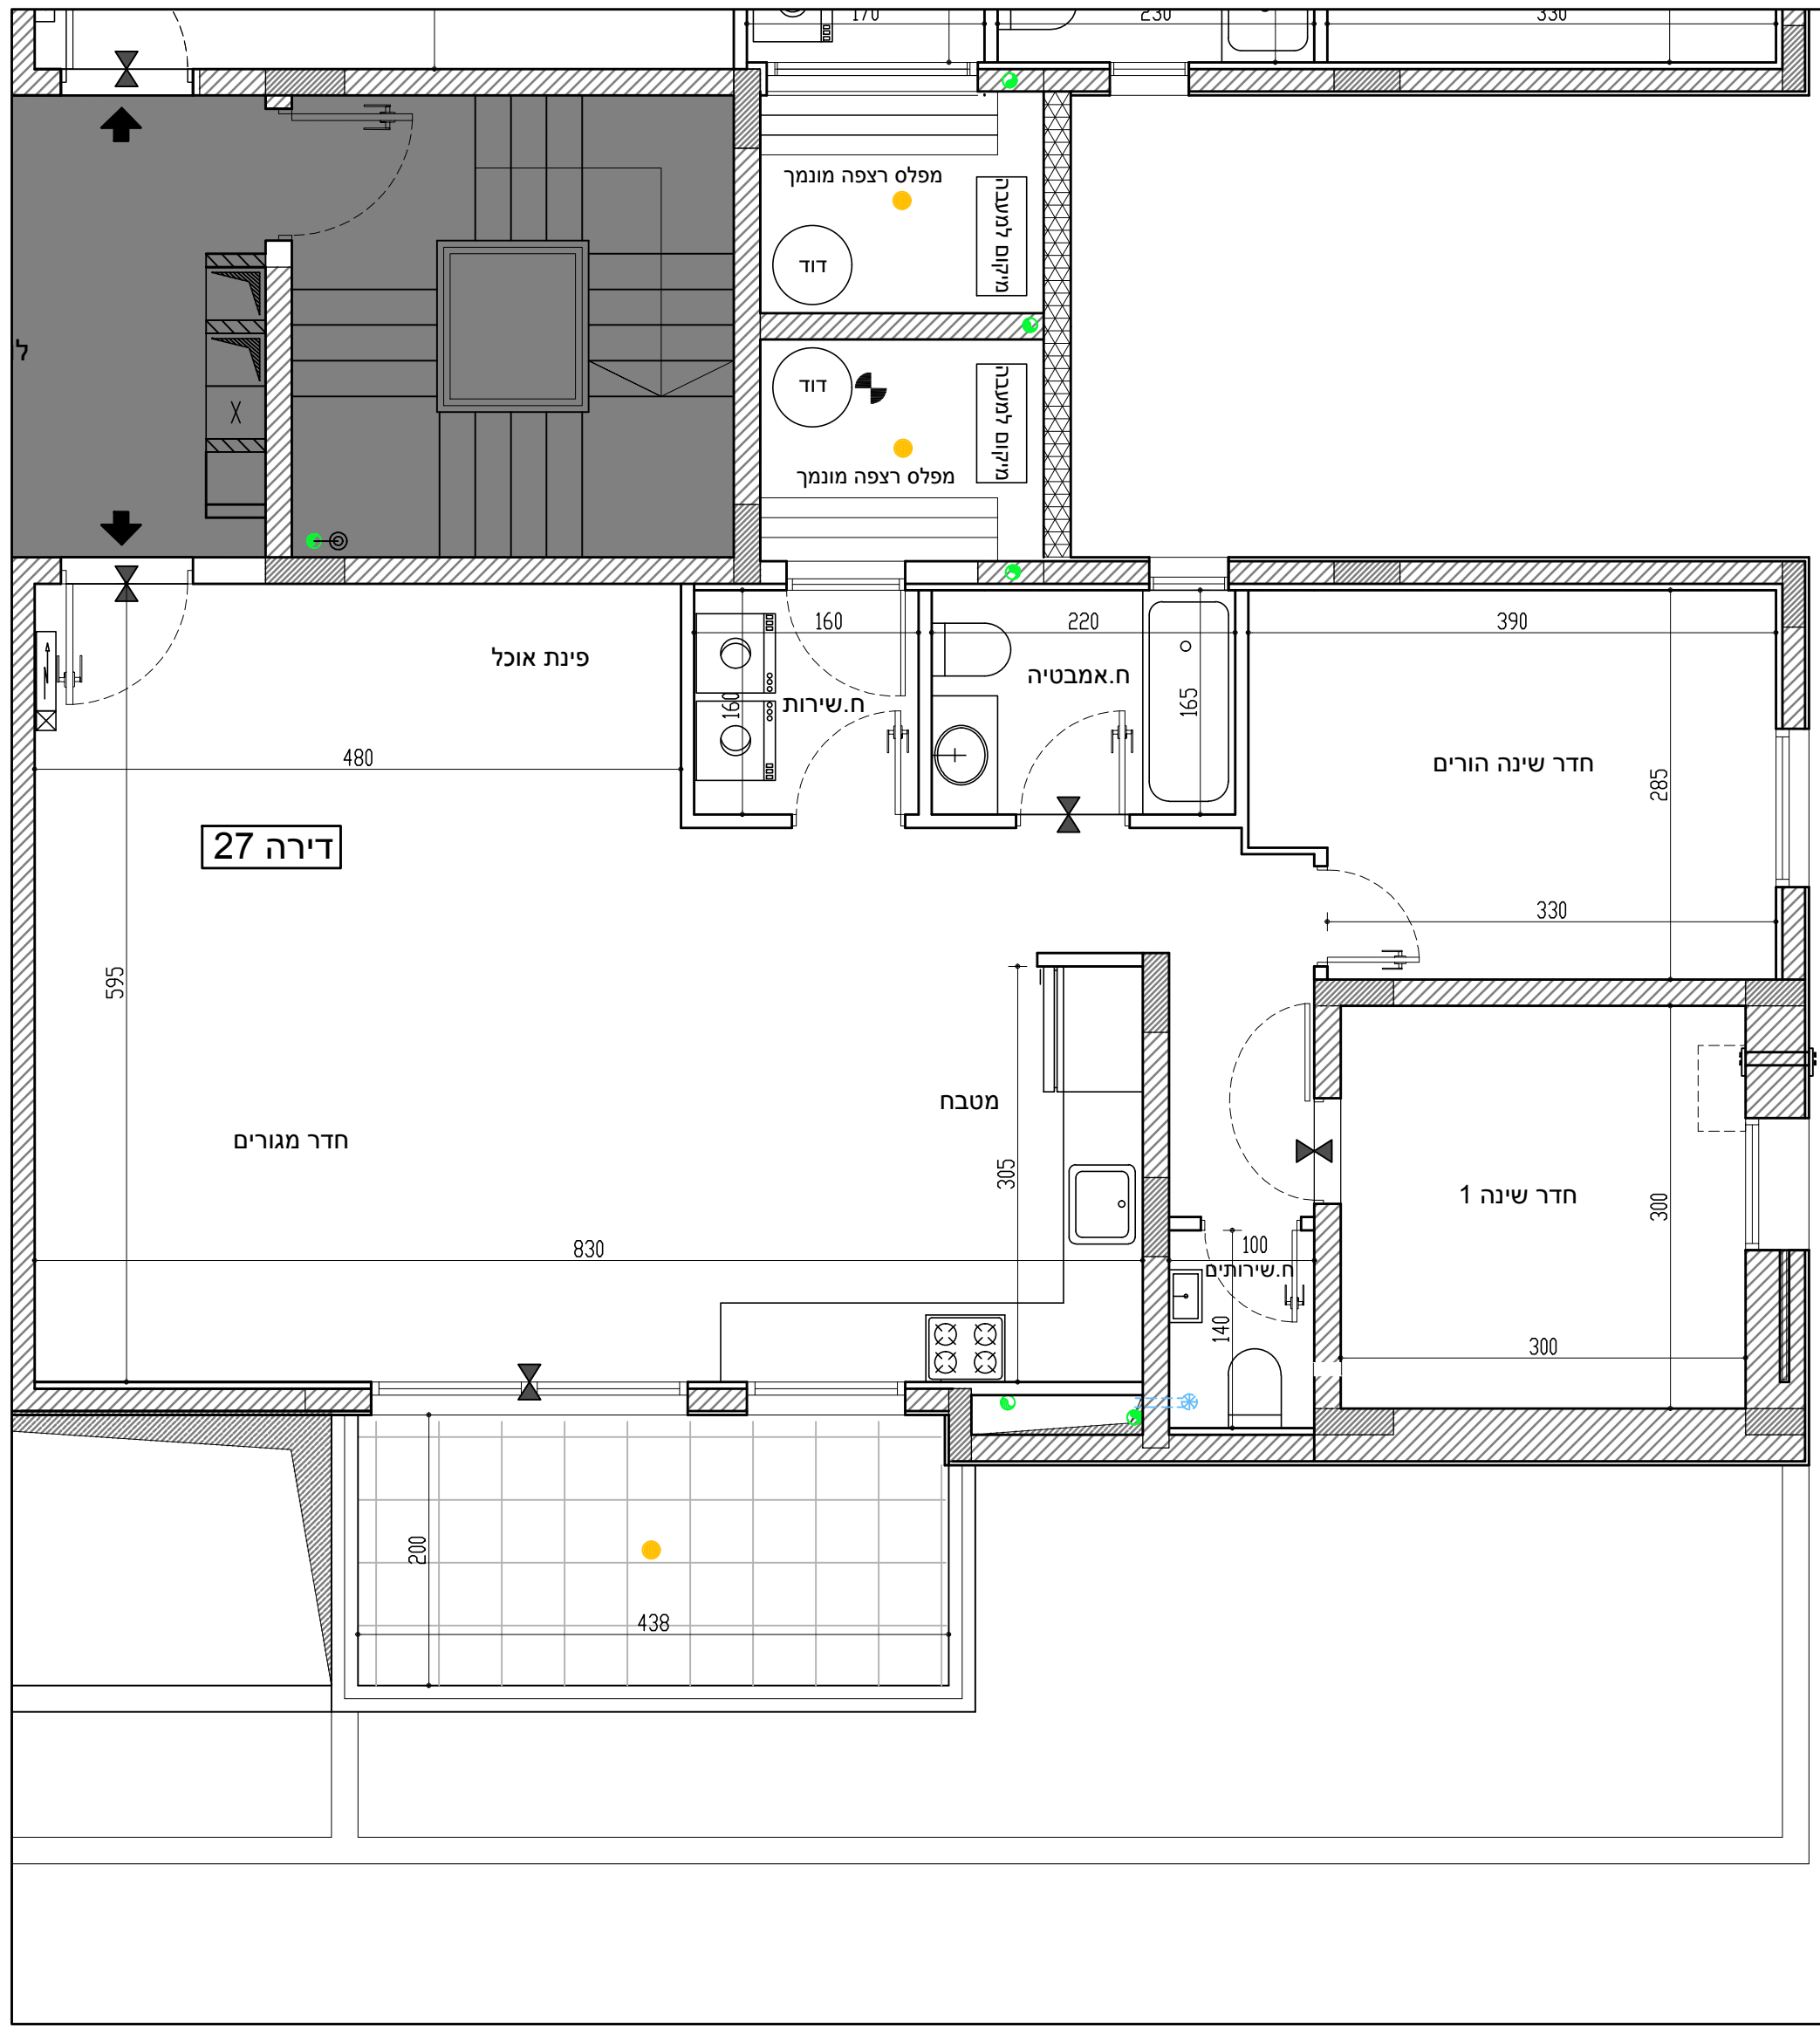 170
230
330
מפלס רצפה מונמך
מיקום למעבה
דוד
ל
דוד
מיקום למעבה
מפלס רצפה מונמך
160
220
390
פינת אוכל
ח.אמבטיה
ח.שירות
160
165
480
חדר שינה הורים
285
דירה 27
330
595
מטבח
חדר מגורים
305
חדר שינה 1
300
830
100
ח.שירותים
140
300
200
438